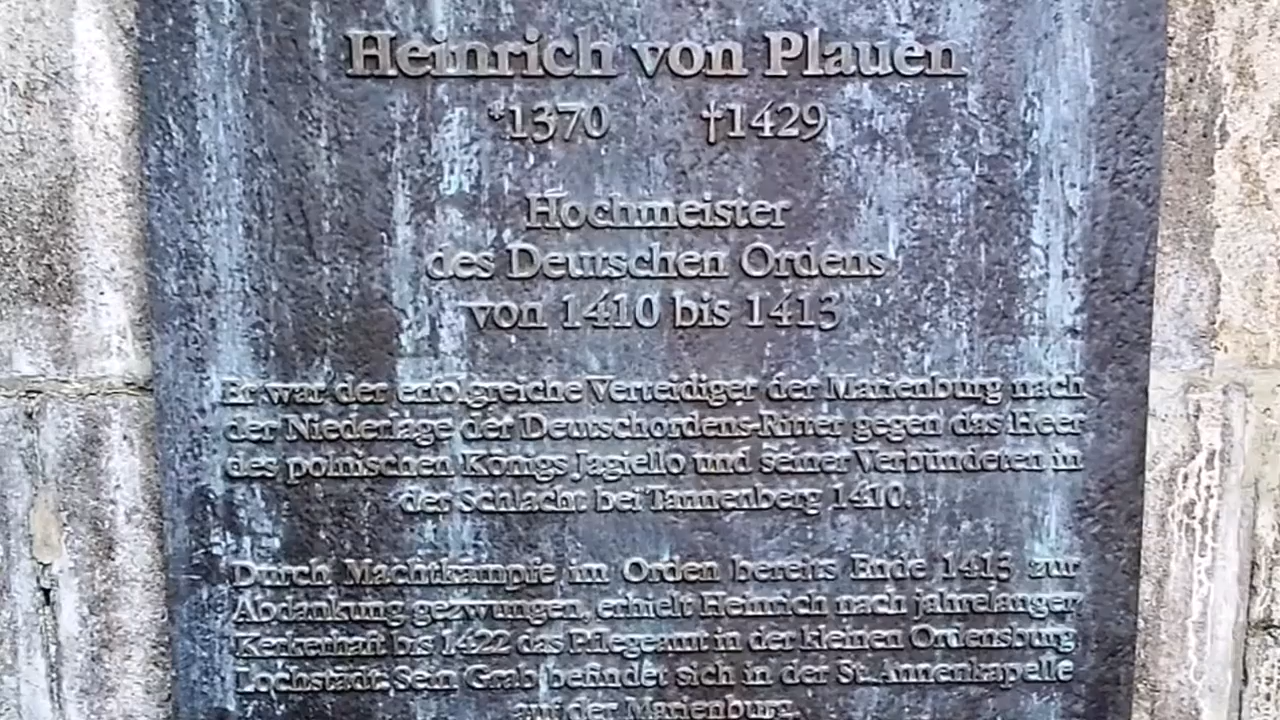 Heinrich von Plauen
*1370 †1429
Hochmeister
des Deutschen Ordens
von 1410 bis 1413
Er war der erfolgreiche Verteidiger der Marienburg nach
der Niederlage der Deutschordens-Ritter gegen das Heer
des polnischen Königs Jagiello und seiner Verbündeten in
der Schlacht bei Tannenberg 1410.
Durch Machtkämpfe im Orden bereits Ende 1413 zur
Abdankung gezwungen, erhielt Heinrich nach jahrelanger
Kerkerhaft bis 1422 das Pflegeamt in der kleinen Ordensburg
Lochstädt. Sein Grab befindet sich in der St. Annenkapelle
auf der Marienburg.